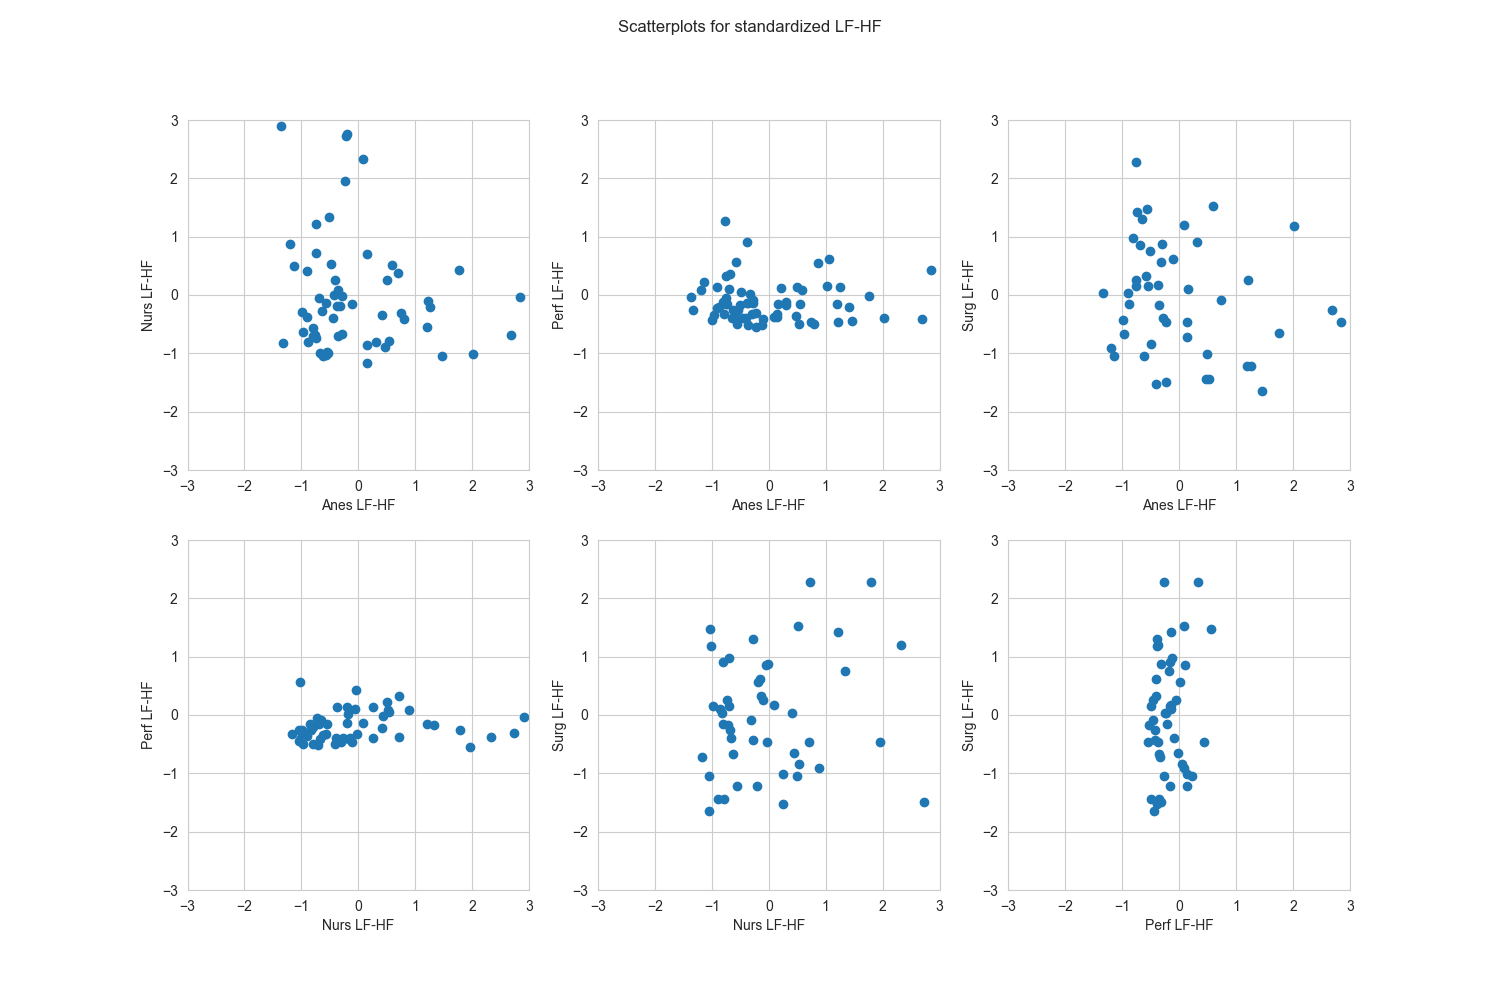 Scatterplots for standardized LF-HF
3 3 3
2 2 2
1 1 1
Nurs LF-HF 0 Perf LF-HF 0 Surg LF-HF 0
−1 −1 −1
−2 −2 −2
−3 −3 −3
−3 −2 −1 0 1 2 3 −3 −2 −1 0 1 2 3 −3 −2 −1 0 1 2 3
Anes LF-HF Anes LF-HF Anes LF-HF
3 3 3
2 2 2
1 1 1
Perf LF-HF 0 Surg LF-HF 0 Surg LF-HF 0
−1 −1 −1
−2 −2 −2
−3 −3 −3
−3 −2 −1 0 1 2 3 −3 −2 −1 0 1 2 3 −3 −2 −1 0 1 2 3
Nurs LF-HF Nurs LF-HF Perf LF-HF